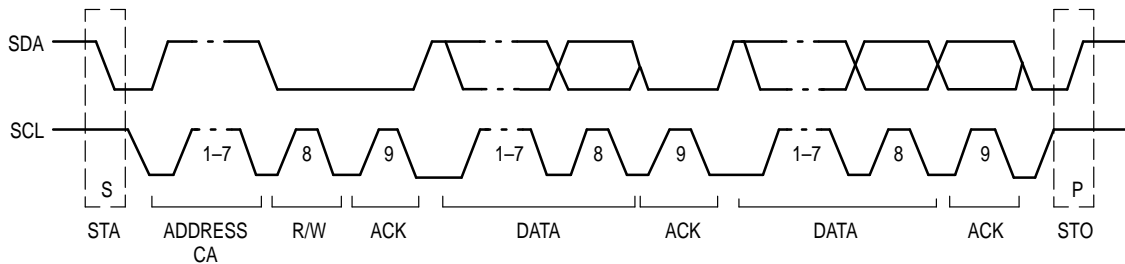 SDA
SCL
1–7 8 9 1–7 8 9 1–7 8 9
S P
STA ADDRESS R/W ACK DATA ACK DATA ACK STO
CA